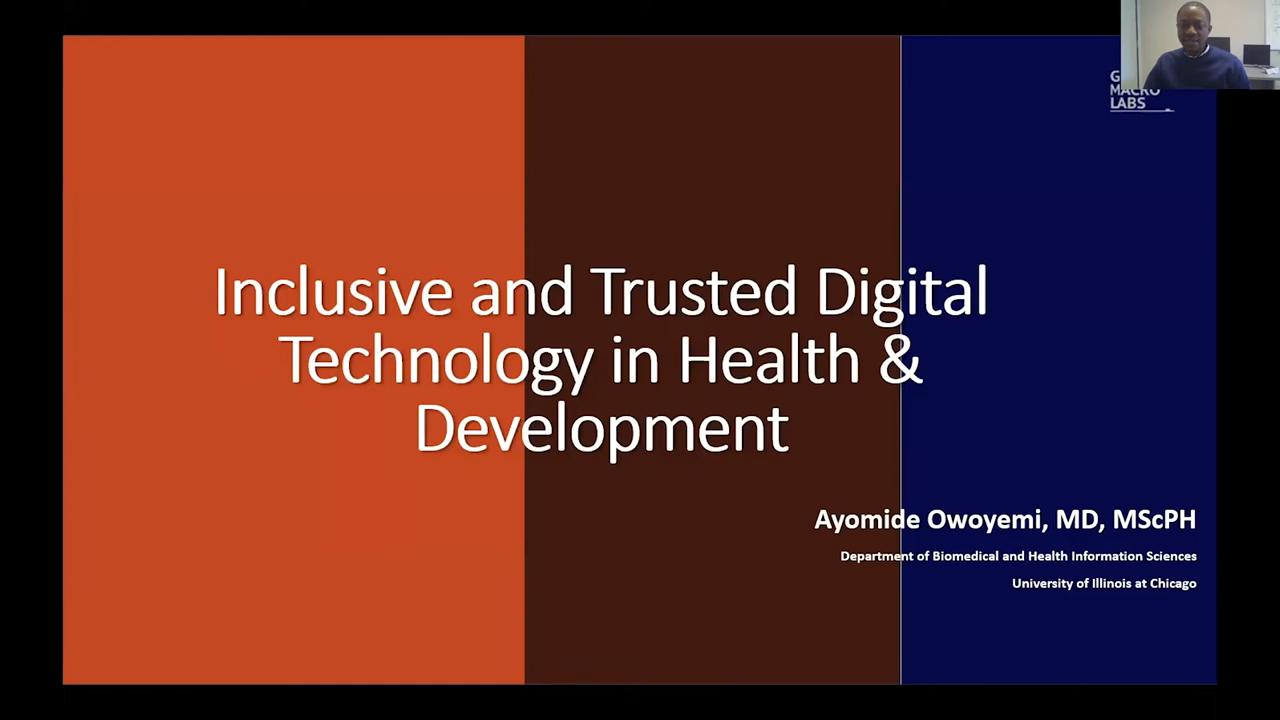 MACRO
LABS
Inclusive and Trusted Digital
Technology in Health &
Development
Ayomide Owoyemi, MD, MScPH
Department of Biomedical and Health Information Sciences
University of Illinois at Chicago